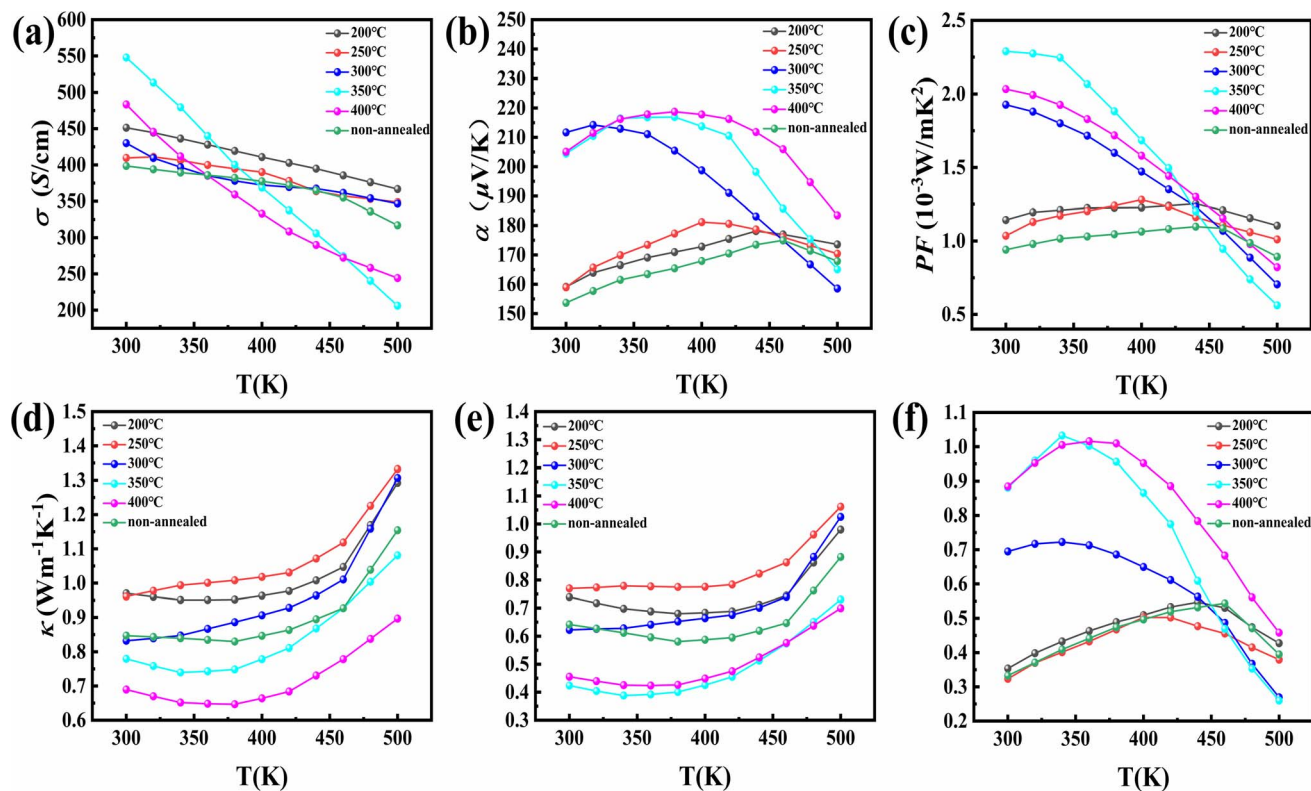 (a)
σ (S/cm)
600
550
500
450
400
350
300
250
200
200°C
250°C
300°C
350°C
400°C
non-annealed
300
350
400
450
500
T(K)
(b)
α (μV/K)
250
240
230
220
210
200
190
180
170
160
150
200°C
250°C
300°C
350°C
400°C
non-annealed
300
350
400
450
500
T(K)
(c)
PF (10⁻³W/mK²)
2.5
2.0
1.5
1.0
0.5
200°C
250°C
300°C
350°C
400°C
non-annealed
300
350
400
450
500
T(K)
(d)
κ (Wm⁻¹K⁻¹)
1.5
1.4
1.3
1.2
1.1
1.0
0.9
0.8
0.7
0.6
200°C
250°C
300°C
350°C
400°C
non-annealed
300
350
400
450
500
T(K)
(e)
1.4
1.3
1.2
1.1
1.0
0.9
0.8
0.7
0.6
0.5
0.4
0.3
200°C
250°C
300°C
350°C
400°C
non-annealed
300
350
400
450
500
T(K)
(f)
1.1
1.0
0.9
0.8
0.7
0.6
0.5
0.4
0.3
0.2
200°C
250°C
300°C
350°C
400°C
non-annealed
300
350
400
450
500
T(K)